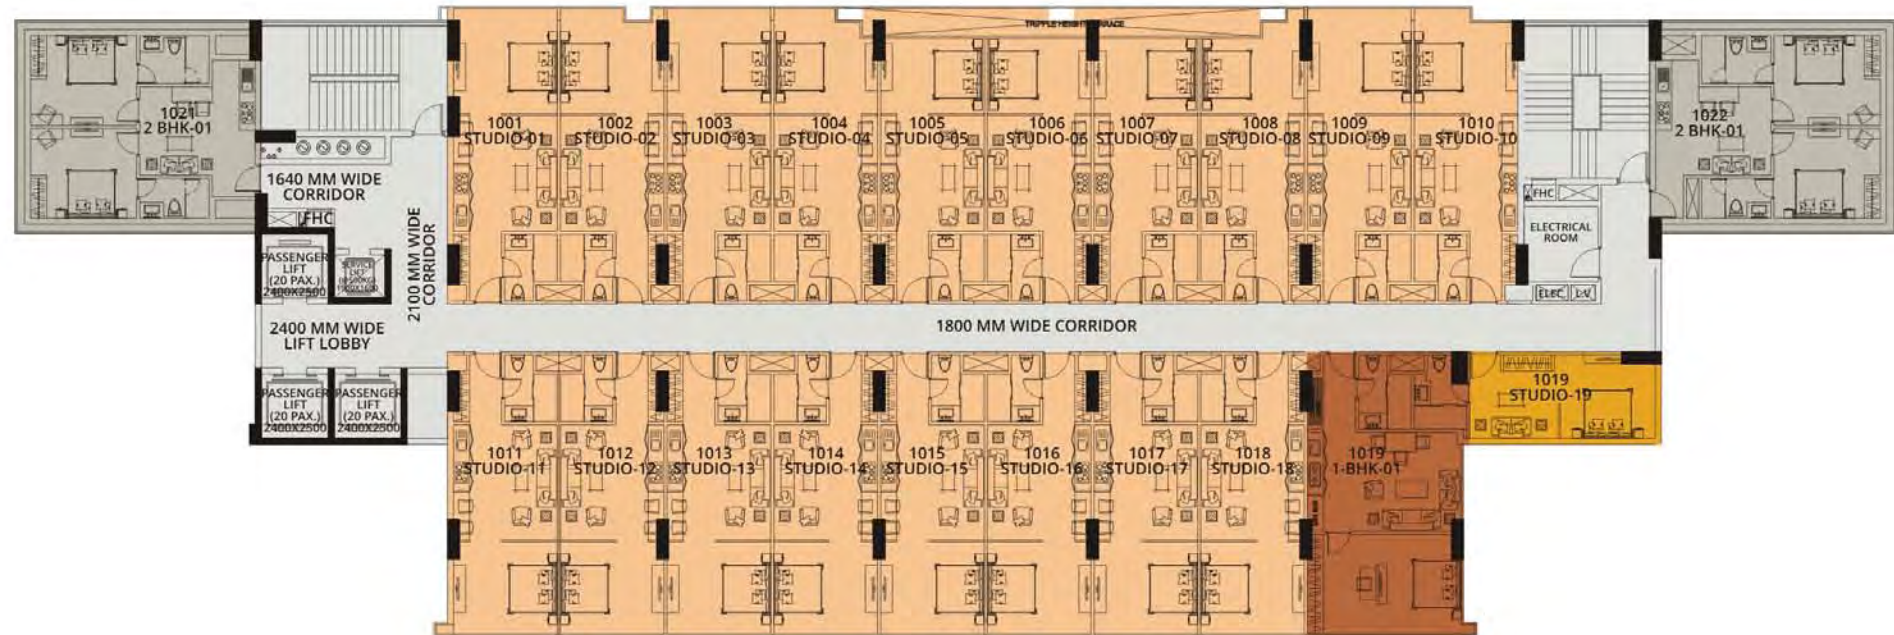 TRIPPLE HEIGHT TERRACE
1021
2 BHK-01
1001
STUDIO-01
1002
STUDIO-02
1003
STUDIO-03
1004
STUDIO-04
1005
STUDIO-05
1006
STUDIO-06
1007
STUDIO-07
1008
STUDIO-08
1009
STUDIO-09
1010
STUDIO-10
1022
2 BHK-01
1640 MM WIDE
CORRIDOR
FHC
2100 MM WIDE
CORRIDOR
PASSENGER
LIFT
(20 PAX.)
2400X2500
SERVICE
LIFT
FHC
ELECTRICAL
ROOM
ELEC
L.V
2400 MM WIDE
LIFT LOBBY
1800 MM WIDE CORRIDOR
PASSENGER
LIFT
(20 PAX.)
2400X2500
PASSENGER
LIFT
(20 PAX.)
2400X2500
1019
STUDIO-19
1011
STUDIO-11
1012
STUDIO-12
1013
STUDIO-13
1014
STUDIO-14
1015
STUDIO-15
1016
STUDIO-16
1017
STUDIO-17
1018
STUDIO-18
1019
1-BHK-01